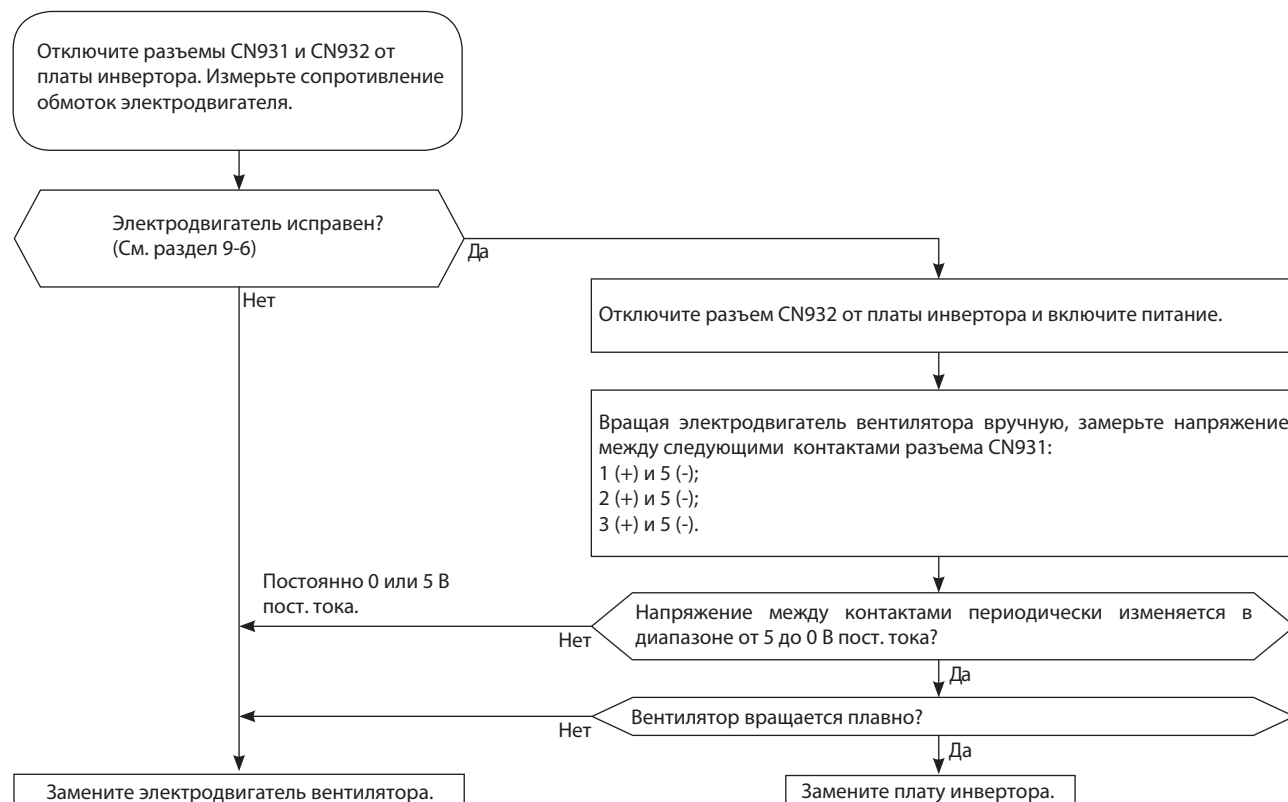 Отключите разъемы CN931 и CN932 от
платы инвертора. Измерьте сопротивление
обмоток электродвигателя.
Электродвигатель исправен?
(См. раздел 9-6)
Да
Нет
Отключите разъем CN932 от платы инвертора и включите питание.
Вращая электродвигатель вентилятора вручную, замерьте напряжение
между следующими контактами разъема CN931:
1 (+) и 5 (-);
2 (+) и 5 (-);
3 (+) и 5 (-).
Постоянно 0 или 5 В
пост. тока.
Напряжение между контактами периодически изменяется в
диапазоне от 5 до 0 В пост. тока?
Нет
Да
Вентилятор вращается плавно?
Нет
Да
Замените электродвигатель вентилятора.
Замените плату инвертора.